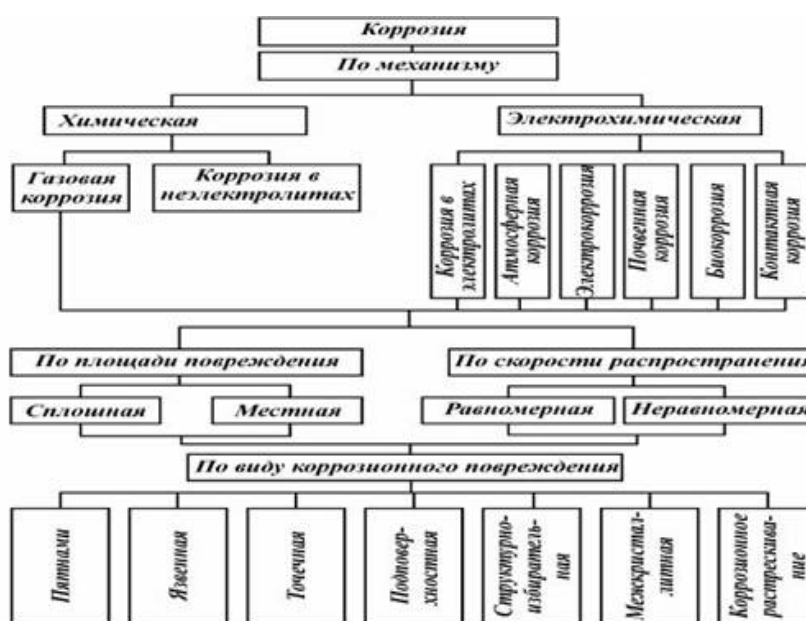 Коррозия
По механизму
Химическая
Электрохимическая
Газовая
коррозия
Коррозия в
неэлектролитах
Коррозия в
электролитах
Атмосферная
коррозия
Электрокоррозия
Почвенная
коррозия
Биокоррозия
Контактная
коррозия
По площади повреждения
По скорости распространения
Сплошная
Местная
Равномерная
Неравномерная
По виду коррозионного повреждения
Пятнами
Язвенная
Точечная
Подповер-
хностная
Структурно-
избиратель-
ная
Межкристал-
литная
Коррозионное
растрескива-
ние